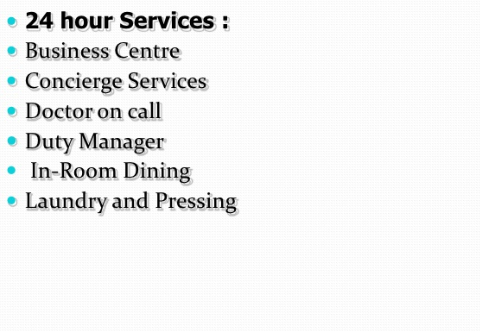 • 24 hour Services :
• Business Centre
• Concierge Services
• Doctor on call
• Duty Manager
• In-Room Dining
• Laundry and Pressing